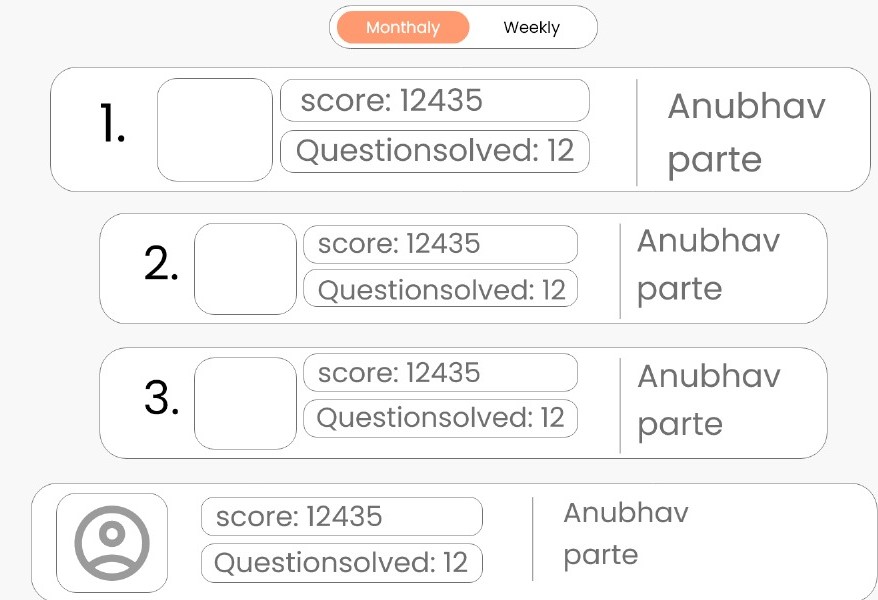 Monthaly Weekly
1.
score: 12435
Questionsolved: 12
Anubhav
parte
2.
score: 12435
Questionsolved: 12
Anubhav
parte
3.
score: 12435
Questionsolved: 12
Anubhav
parte
score: 12435
Questionsolved: 12
Anubhav
parte